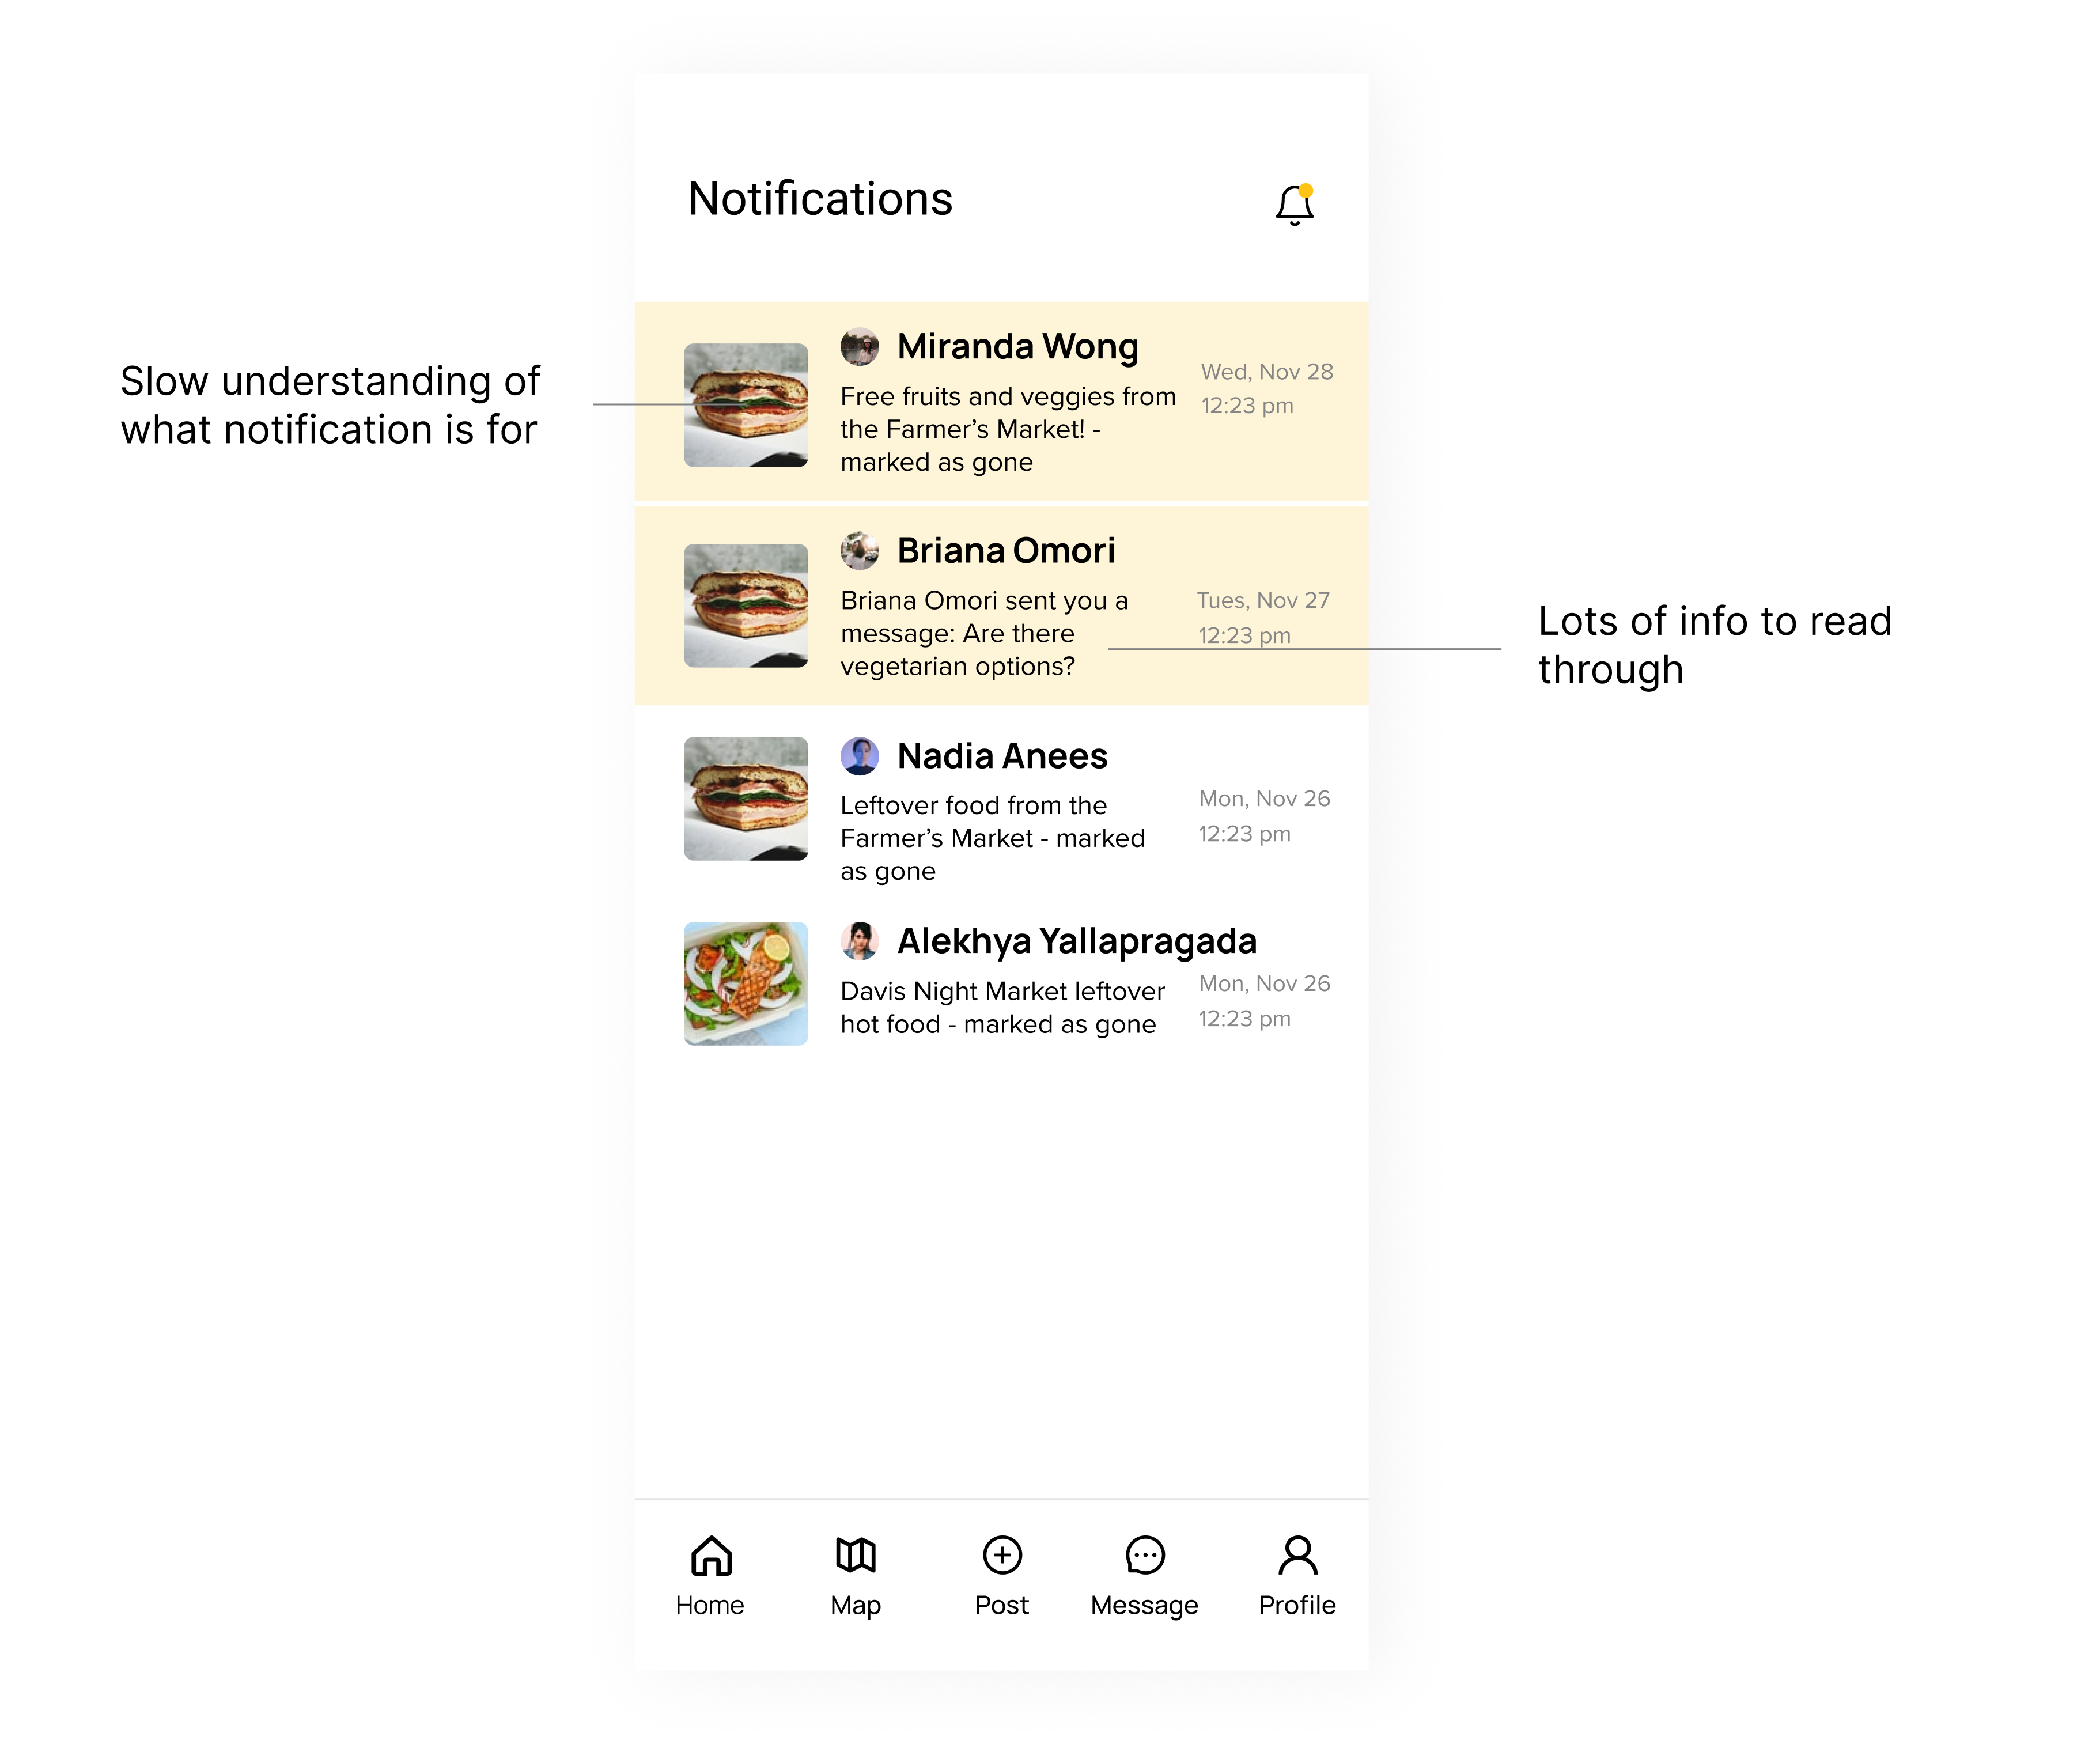 Notifications
Slow understanding of
what notification is for
Miranda Wong
Free fruits and veggies from
the Farmer’s Market! -
marked as gone
Wed, Nov 28
12:23 pm
Briana Omori
Briana Omori sent you a
message: Are there
vegetarian options?
Tues, Nov 27
12:23 pm
Lots of info to read
through
Nadia Anees
Leftover food from the
Farmer’s Market - marked
as gone
Mon, Nov 26
12:23 pm
Alekhya Yallapragada
Davis Night Market leftover
hot food - marked as gone
Mon, Nov 26
12:23 pm
Home
Map
Post
Message
Profile